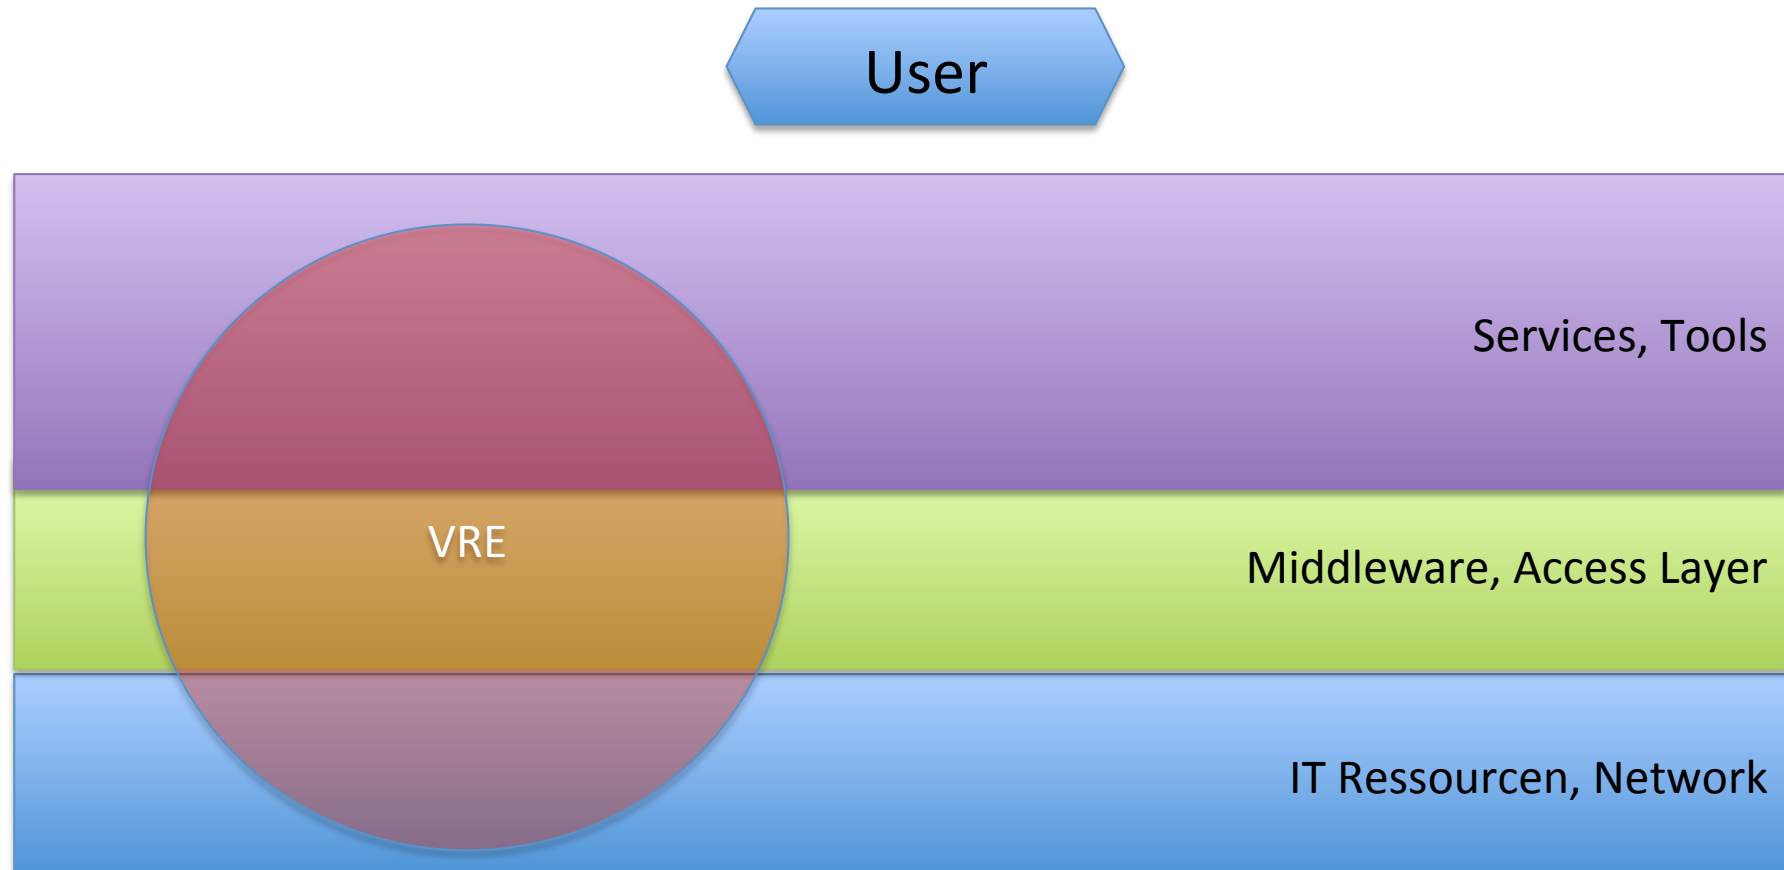 User
Services, Tools
VRE
Middleware, Access Layer
IT Ressourcen, Network